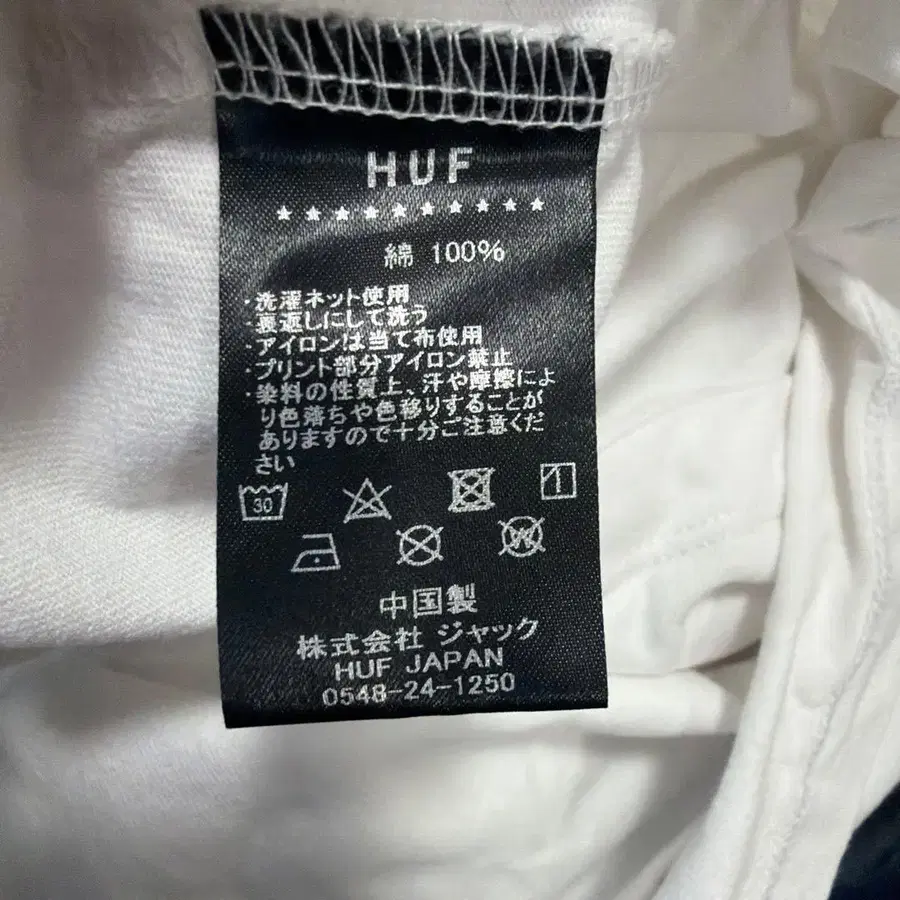 HUF
★★★★★★★★★★
綿 100%
・洗濯ネット使用
・裏返しにして洗う
・アイロンは当て布使用
・プリント部分アイロン禁止
・染料の性質上、汗や摩擦によ
り色落ちや色移りすることが
ありますので十分ご注意くだ
さい
30
W
中国製
株式会社 ジャック
HUF JAPAN
0548-24-1250